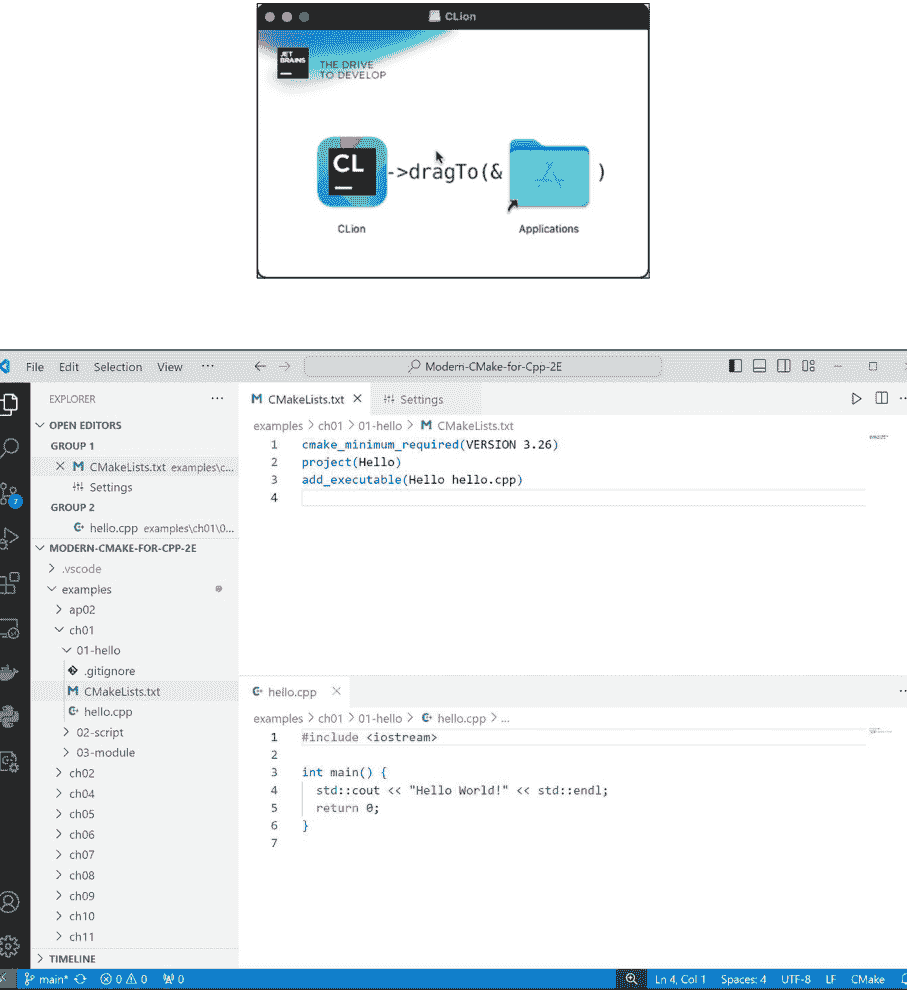 CLion
JET
BRAINS
THE DRIVE
TO DEVELOP
CL
->dragTo(& )
CLion Applications
File Edit Selection View ··· Modern-CMake-for-Cpp-2E
EXPLORER ···
OPEN EDITORS
GROUP 1
CMakeLists.txt examples\c...
Settings
GROUP 2
hello.cpp examples\ch01\0...
MODERN-CMAKE-FOR-CPP-2E
.vscode
examples
ap02
ch01
01-hello
.gitignore
CMakeLists.txt
hello.cpp
02-script
03-module
ch02
ch04
ch05
ch06
ch07
ch08
ch09
ch10
ch11
TIMELINE
7
CMakeLists.txt Settings
examples > ch01 > 01-hello > CMakeLists.txt
1 cmake_minimum_required(VERSION 3.26)
2 project(Hello)
3 add_executable(Hello hello.cpp)
4
hello.cpp
examples > ch01 > 01-hello > hello.cpp > ...
1 #include <iostream>
2
3 int main() {
4 std::cout << "Hello World!" << std::endl;
5 return 0;
6 }
7
main* 0 0 0 Ln 4, Col 1 Spaces: 4 UTF-8 LF CMake